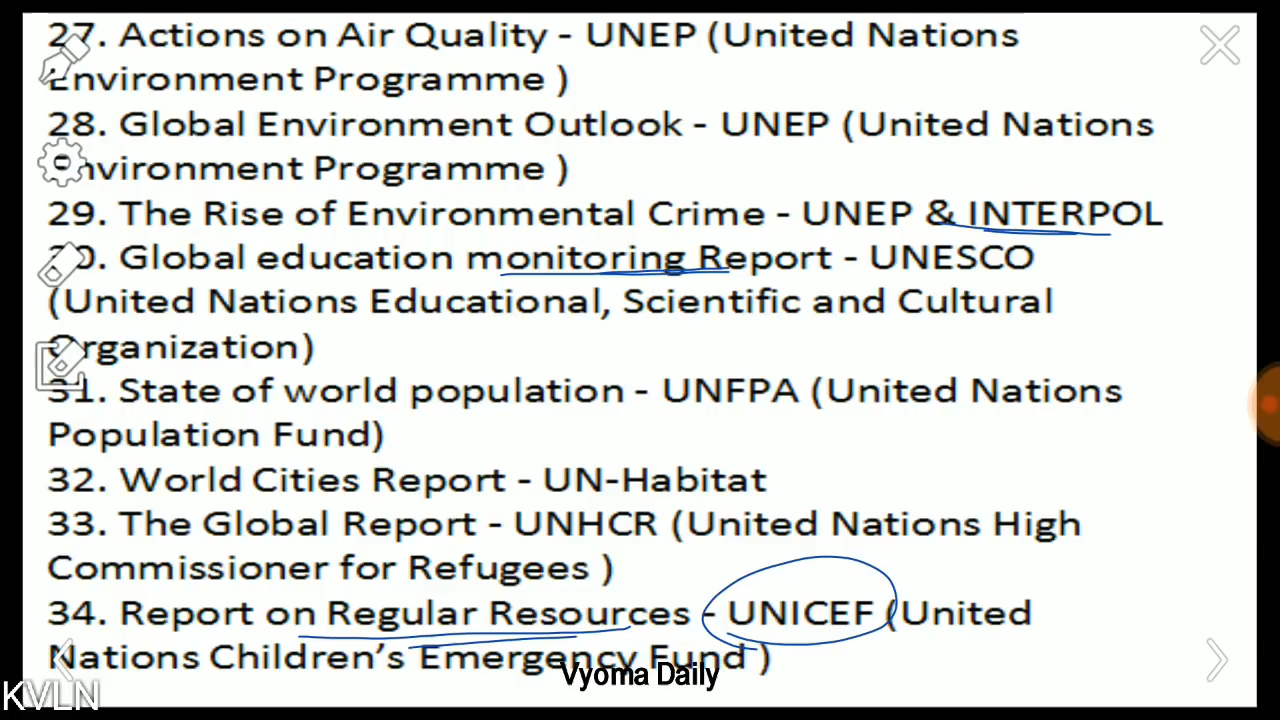 27. Actions on Air Quality - UNEP (United Nations
Environment Programme )
28. Global Environment Outlook - UNEP (United Nations
Environment Programme )
29. The Rise of Environmental Crime - UNEP & INTERPOL
30. Global education monitoring Report - UNESCO
(United Nations Educational, Scientific and Cultural
Organization)
31. State of world population - UNFPA (United Nations
Population Fund)
32. World Cities Report - UN-Habitat
33. The Global Report - UNHCR (United Nations High
Commissioner for Refugees )
34. Report on Regular Resources - UNICEF (United
Nations Children's Emergency Fund )
Vyoma Daily
KVLN